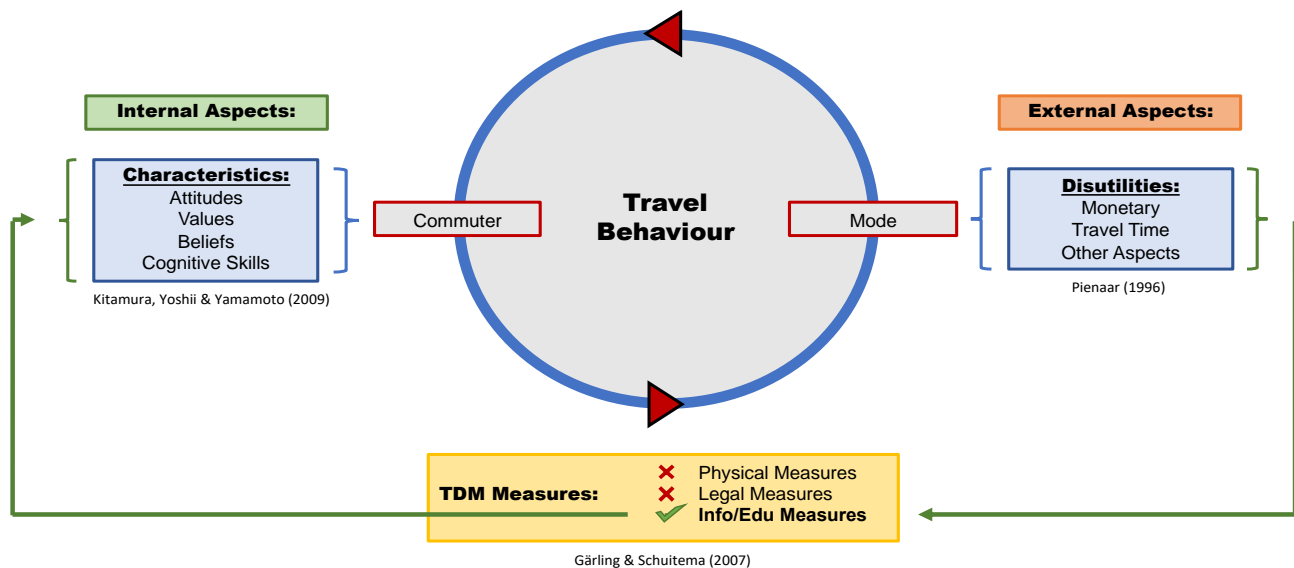 Internal Aspects:
Characteristics:
Attitudes
Values
Beliefs
Cognitive Skills
Kitamura, Yoshii & Yamamoto (2009)
Commuter
Travel
Behaviour
Mode
External Aspects:
Disutilities:
Monetary
Travel Time
Other Aspects
Pienaar (1996)
TDM Measures:
Physical Measures
Legal Measures
Info/Edu Measures
Gärling & Schuitema (2007)